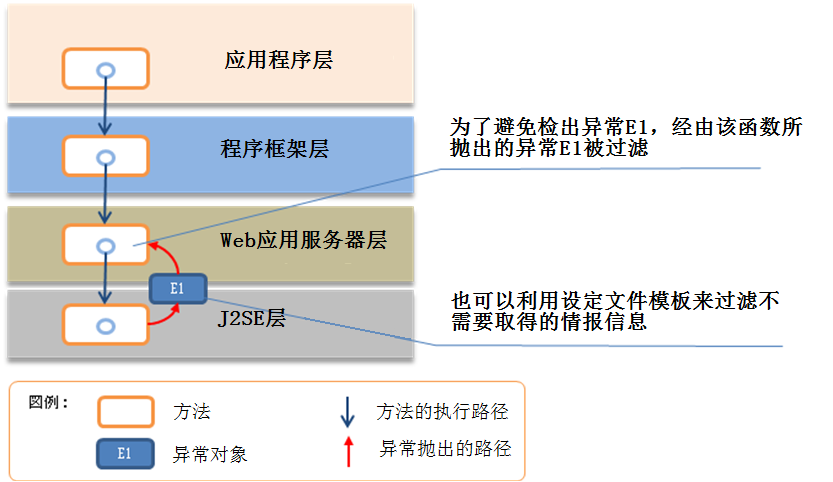 应用程序层
程序框架层
为了避免检出异常E1，经由该函数所
抛出的异常E1被过滤
Web应用服务器层
E1
J2SE层
也可以利用设定文件模板来过滤不
需要取得的情报信息
图例：
方法
方法的执行路径
E1
异常对象
异常抛出的路径